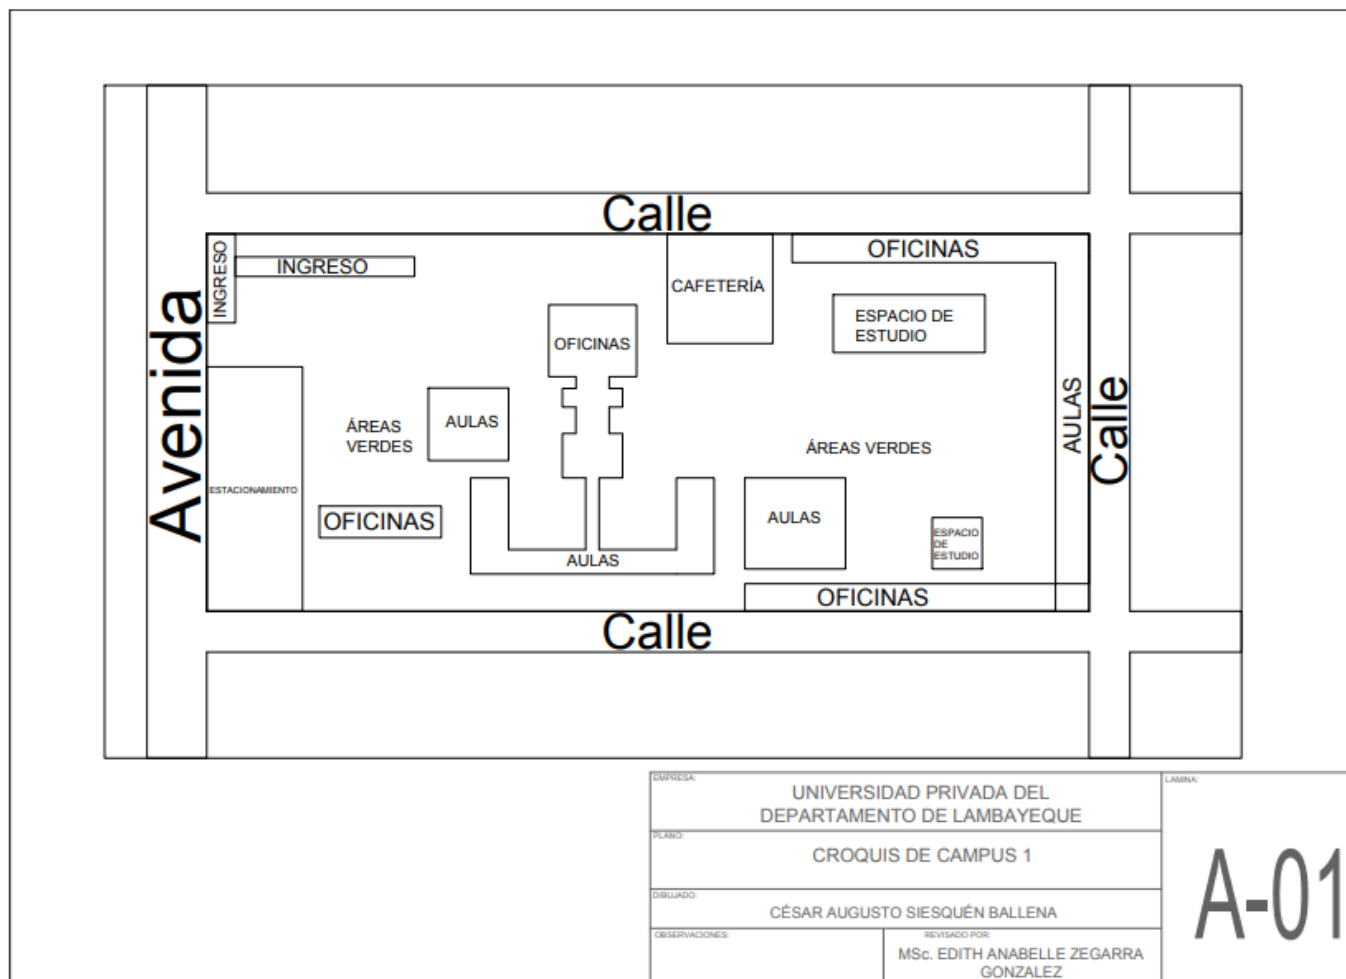 Calle
INGRESO
INGRESO
OFICINAS
CAFETERÍA
ESPACIO DE
ESTUDIO
OFICINAS
Avenida
AULAS
Calle
ÁREAS
VERDES
AULAS
ÁREAS VERDES
ESTACIONAMIENTO
OFICINAS
AULAS
AULAS
ESPACIO
DE
ESTUDIO
OFICINAS
Calle
EMPRESA:
UNIVERSIDAD PRIVADA DEL
DEPARTAMENTO DE LAMBAYEQUE
PLANO:
CROQUIS DE CAMPUS 1
DIBUJADO:
CÉSAR AUGUSTO SIESQUÉN BALLENA
OBSERVACIONES:
REVISADO POR:
MSc. EDITH ANABELLE ZEGARRA
GONZALEZ
LAMINA:
A-01